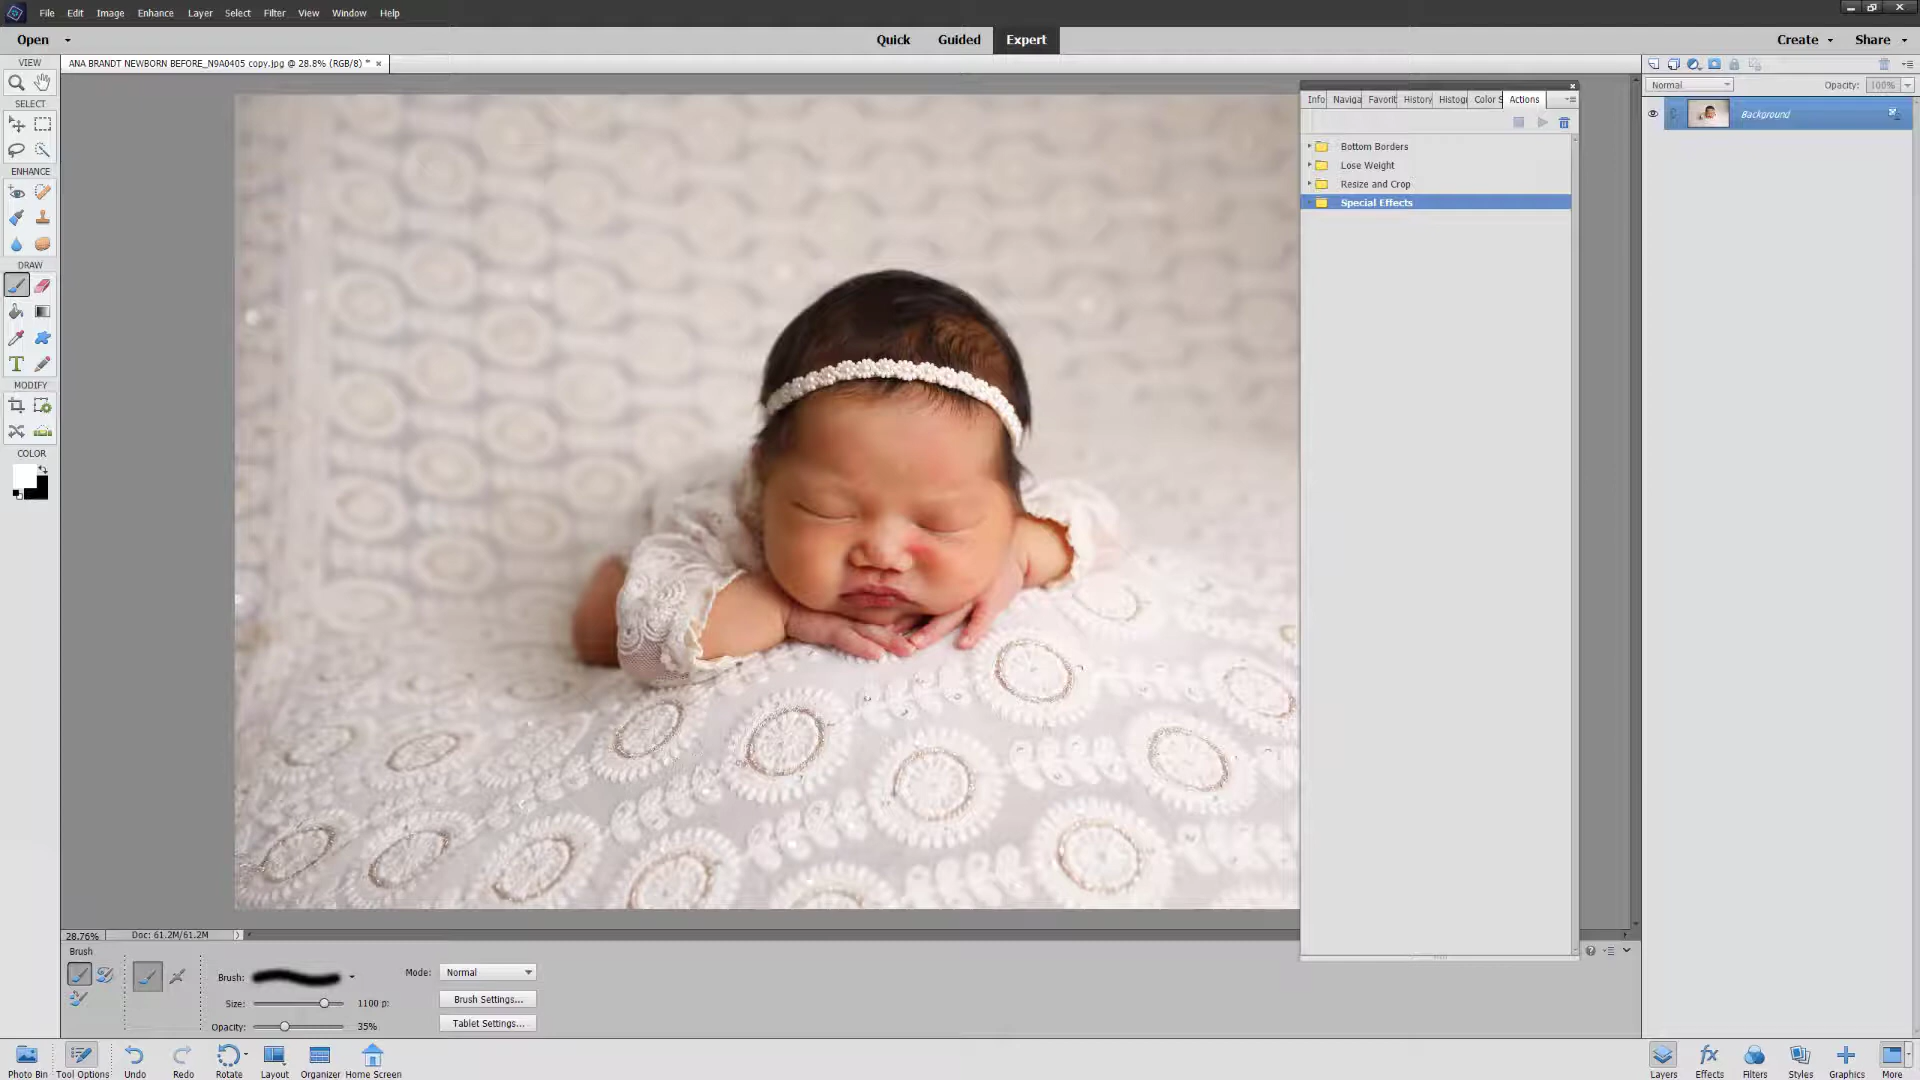 File Edit Image Enhance Layer Select Filter View Window Help
Open Quick Guided Expert Create Share
VIEW
ANA BRANDT NEWBORN BEFORE_N9A0405 copy.jpg @ 28.8% (RGB/8) * ×
Normal Opacity: 100%
SELECT
Info Naviga Favorit History Histogr Color S Actions
Background
Bottom Borders
Lose Weight
ENHANCE
Resize and Crop
Special Effects
DRAW
MODIFY
COLOR
28.76% Doc: 61.2M/61.2M
Brush
Brush: Mode: Normal
Size: 1100 p: Brush Settings...
Opacity: 35% Tablet Settings...
Photo Bin Tool Options Undo Redo Rotate Layout Organizer Home Screen Layers Effects Filters Styles Graphics More